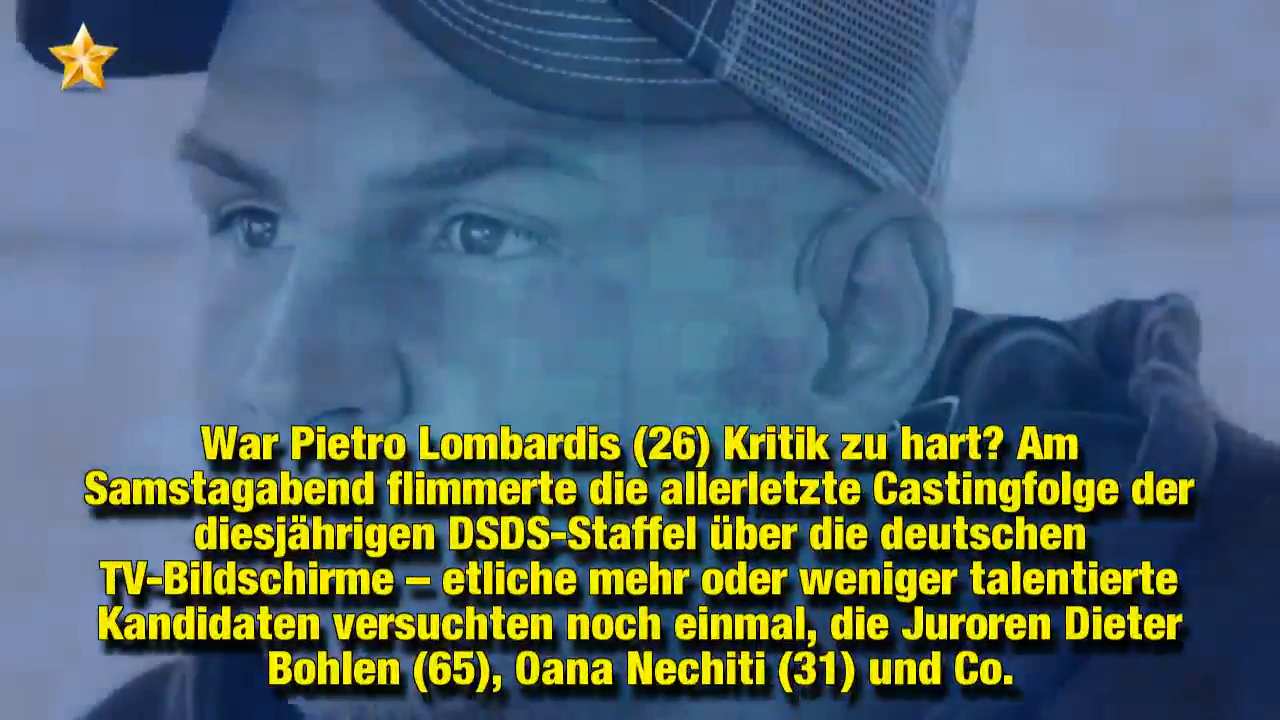 War Pietro Lombardis (26) Kritik zu hart? Am
Samstagabend flimmerte die allerletzte Castingfolge der
diesjährigen DSDS-Staffel über die deutschen
TV-Bildschirme – etliche mehr oder weniger talentierte
Kandidaten versuchten noch einmal, die Juroren Dieter
Bohlen (65), Oana Nechiti (31) und Co.